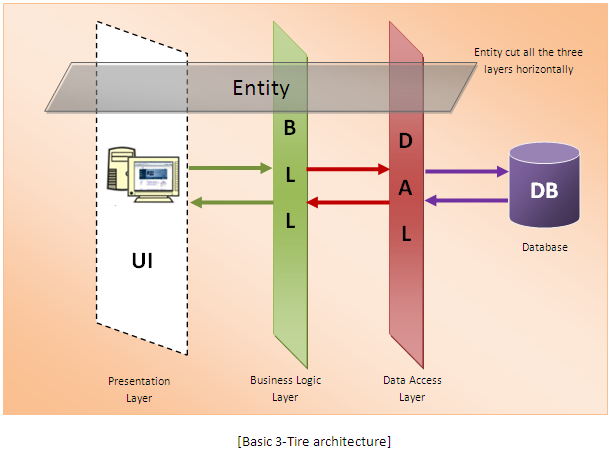 Entity cut all the three
layers horizontally
Entity
B
L
L
D
A
L
UI
DB
Database
Presentation
Layer
Business Logic
Layer
Data Access
Layer
[Basic 3-Tire architecture]